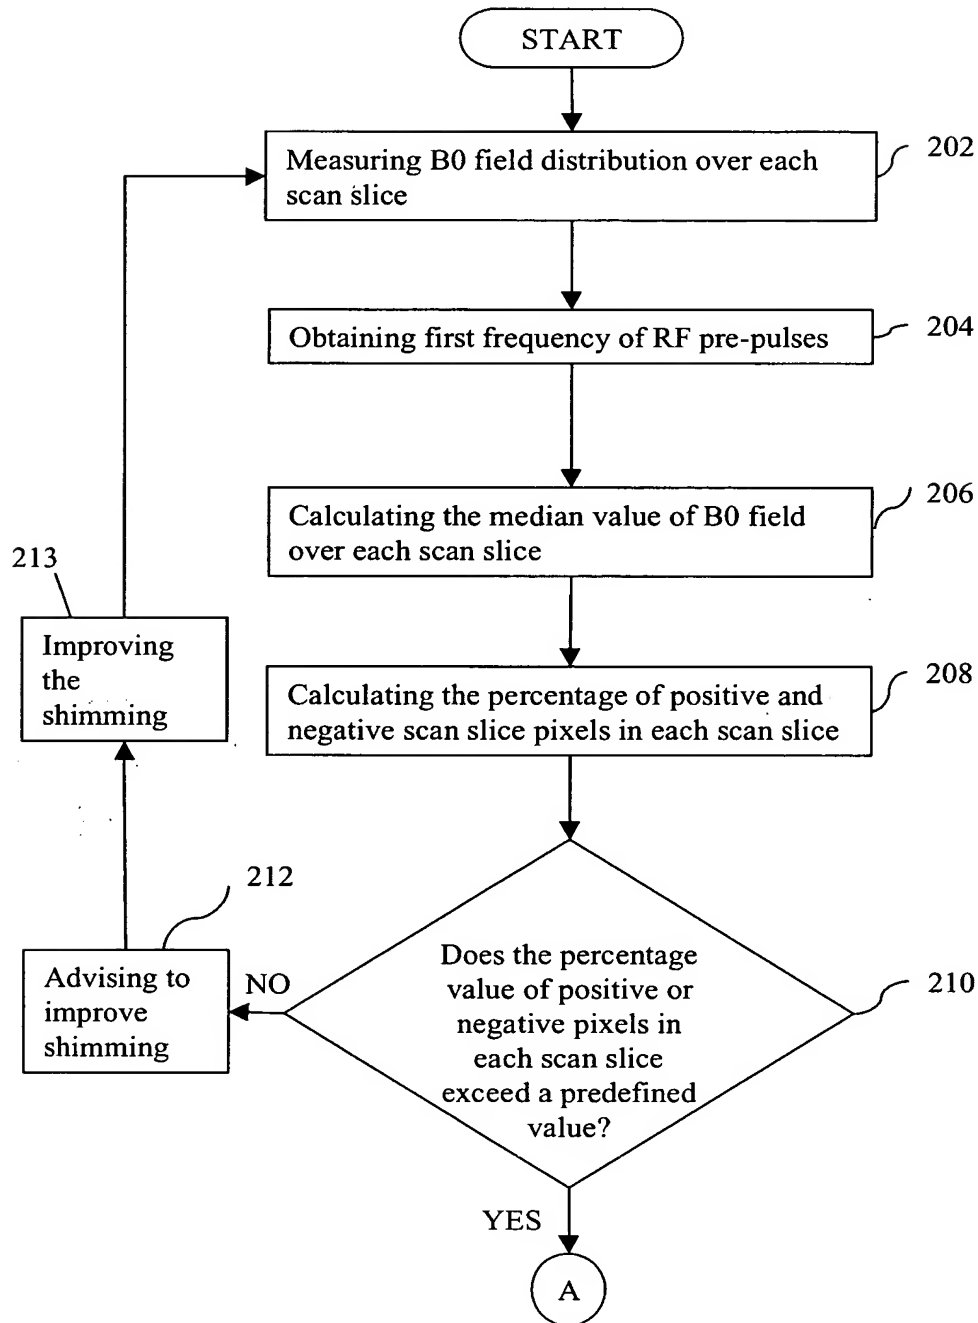 START
Measuring B0 field distribution over each
scan slice
202
Obtaining first frequency of RF pre-pulses
204
Calculating the median value of B0 field
over each scan slice
206
213
Improving
the
shimming
Calculating the percentage of positive and
negative scan slice pixels in each scan slice
208
212
Advising to
improve
shimming
NO
Does the percentage
value of positive or
negative pixels in
each scan slice
exceed a predefined
value?
210
YES
A